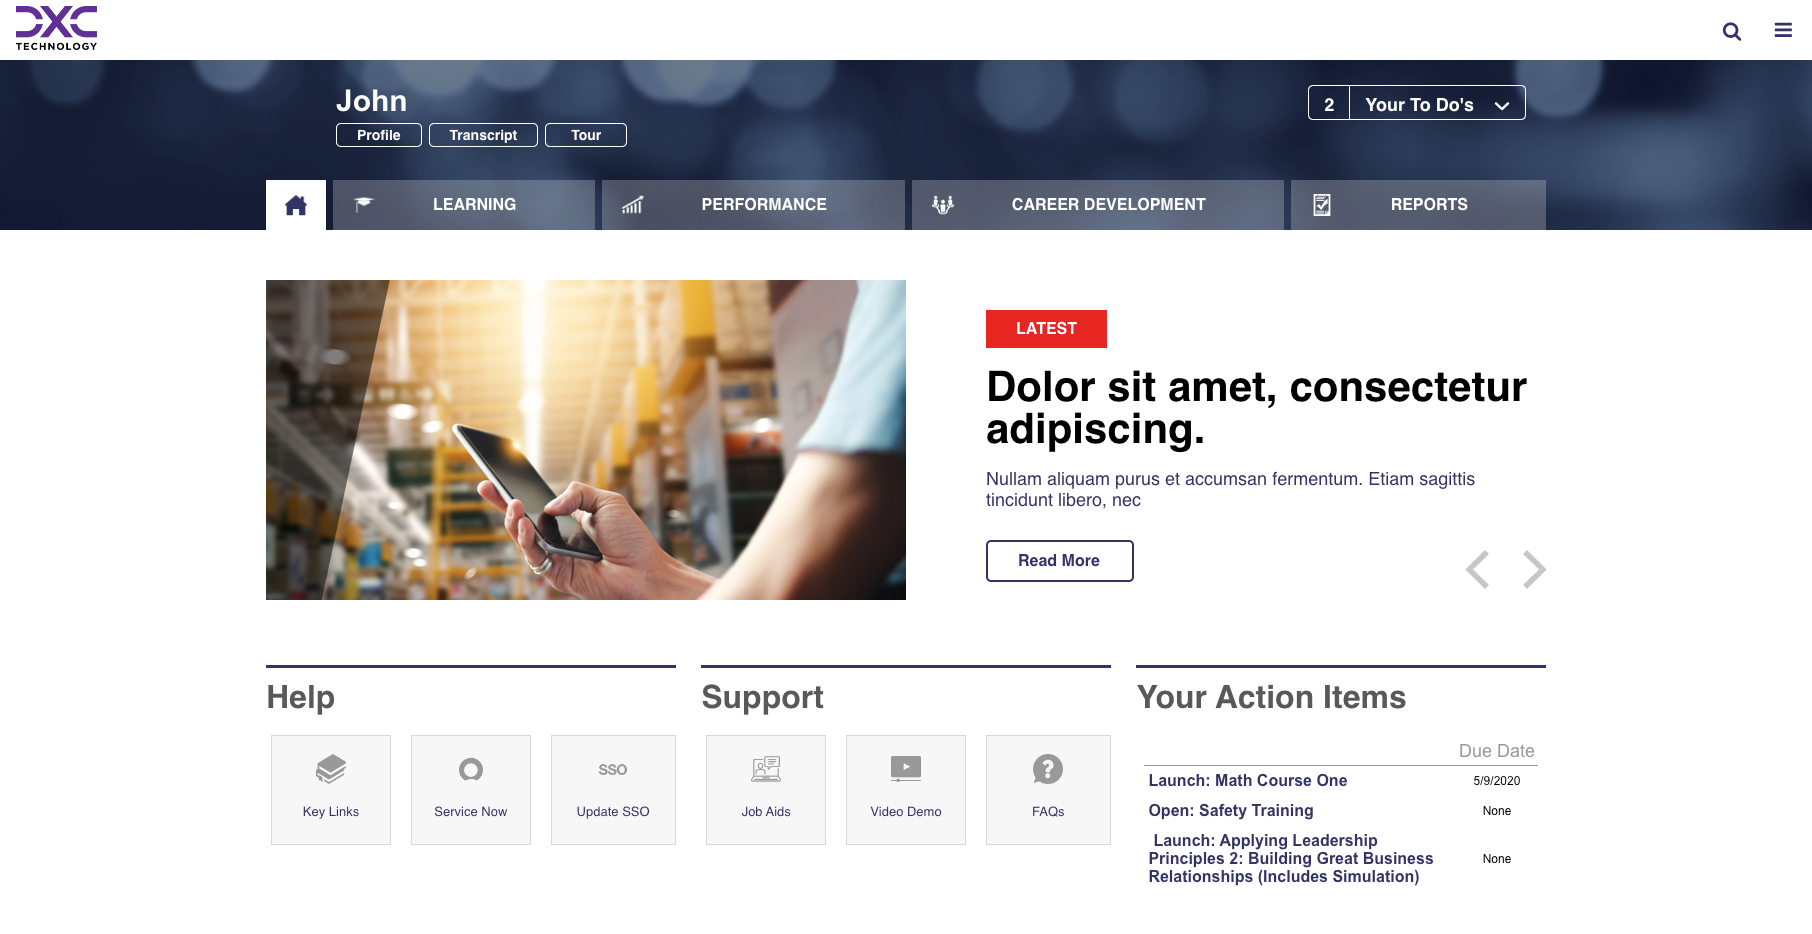 DXC
TECHNOLOGY
John
2 Your To Do's
Profile Transcript Tour
LEARNING PERFORMANCE CAREER DEVELOPMENT REPORTS
LATEST
Dolor sit amet, consectetur
adipiscing.
Nullam aliquam purus et accumsan fermentum. Etiam sagittis
tincidunt libero, nec
Read More
Help
SSO
Key Links Service Now Update SSO
Support
Job Aids Video Demo FAQs
Your Action Items
Due Date
Launch: Math Course One 5/9/2020
Open: Safety Training None
Launch: Applying Leadership
Principles 2: Building Great Business None
Relationships (Includes Simulation)